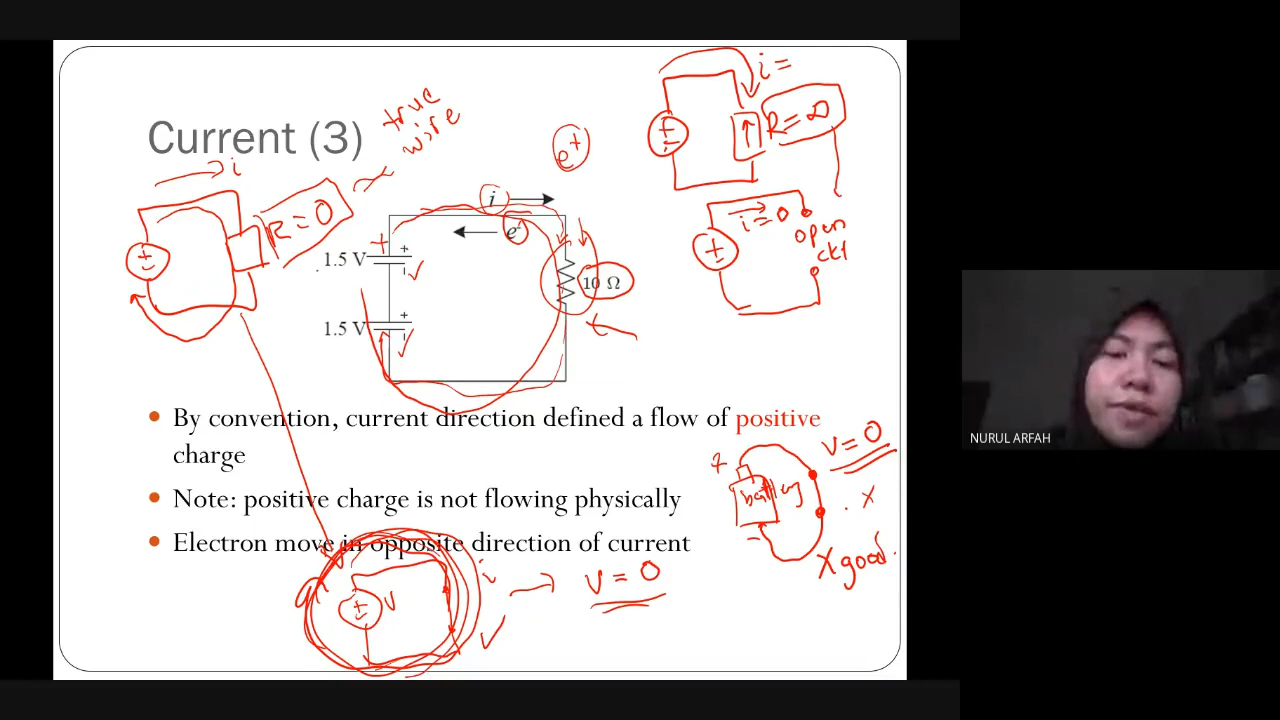 Current (3)
true
wire
i
R = 0
±
e+
i
e
+
1.5 V
+
-
10 Ω
1.5 V
+
-
i =
±
R = ∞
±
i = 0
open
ckt
• By convention, current direction defined a flow of positive
charge
• Note: positive charge is not flowing physically
• Electron move in opposite direction of current
± V
i
V = 0
+
battery
-
V = 0
X
X good.
NURUL ARFAH